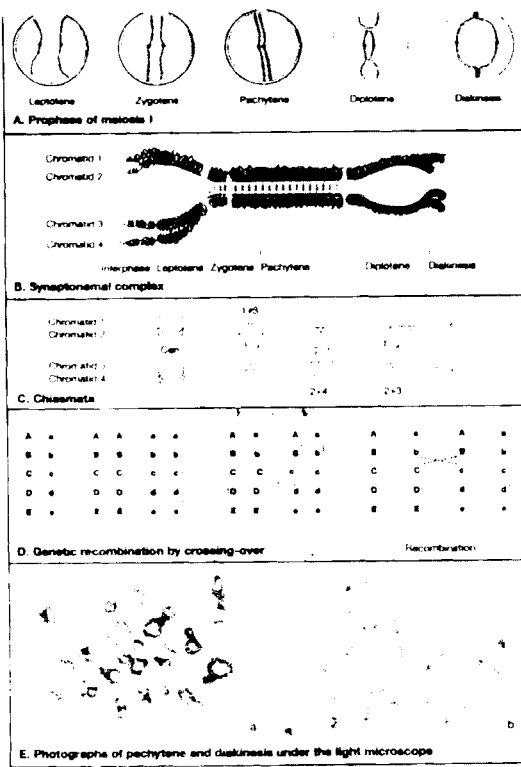 Leptotene Zygotene Pachytene Diplotene Diakinesis
A. Prophase of meiosis I
Chromatid 1
Chromatid 2
Chromatid 3
Chromatid 4
Interphase Leptotene Zygotene Pachytene Diplotene Diakinesis
B. Synaptonemal complex
1+3
Chromatid 1
Chromatid 2
Chromatid 3
Chromatid 4
2+4 2+3
C. Chiasmata
A a A A a a A a A a A a A a
B b B B b b B b B b B b B b
C c C C c c C C c c C C c c
D d D D d d D D d d D D d d
E e E E e e E E e e E E e e
D. Genetic recombination by crossing-over Recombination
a b
E. Photographs of pachytene and diakinesis under the light microscope